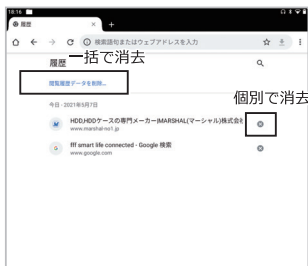 18:16
履歴
検索語句またはウェブアドレスを入力
履歴
一括で消去
閲覧履歴データを削除...
個別で消去
今日 - 2021年5月7日
HDD,HDDケースの専門メーカー|MARSHAL(マーシャル)株式会社
www.marshal-no1.jp
fff smart life connected - Google 検索
www.google.com